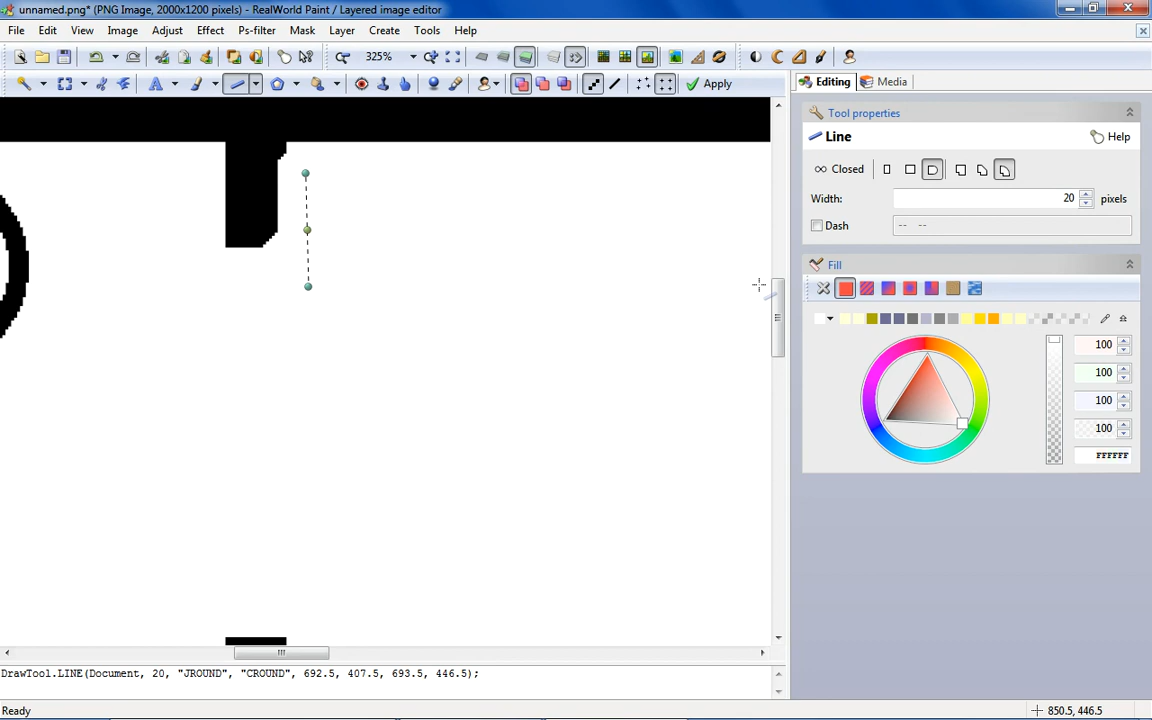 unnamed.png* (PNG Image, 2000x1200 pixels) - RealWorld Paint / Layered image editor
File Edit View Image Adjust Effect Ps-filter Mask Layer Create Tools Help
325%
Apply
Editing Media
Tool properties
Line Help
Closed
Width: 20 pixels
Dash -- --
Fill
100
100
100
100
FFFFFF
DrawTool.LINE(Document, 20, "JROUND", "CROUND", 692.5, 407.5, 693.5, 446.5);
Ready 850.5, 446.5